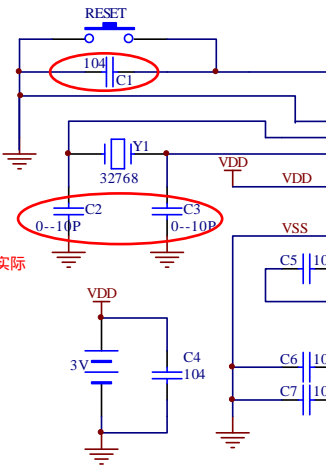 RESET
104
C1
Y1
32768
VDD
VDD
C2
C3
0--10P
0--10P
VSS
实际
C5
10
VDD
3V
C4
104
C6
10
C7
10